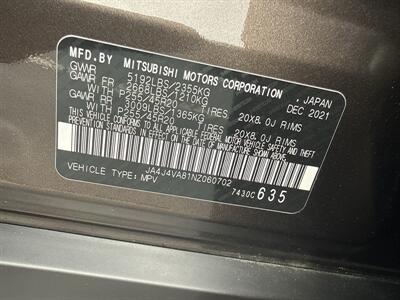 MFD.BY MITSUBISHI MOTORS CORPORATION, JAPAN
GVWR 5192LBS/2355KG DEC 2021
GAWR 2668LBS/1210KG
WITH P255/45R20 TIRES, 20X8.0J RIMS
RR 3009LBS/1365KG
WITH P255/45R20 TIRES, 20X8.0J RIMS
THIS VEHICLE CONFORMS TO ALL APPLICABLE FEDERAL MOTOR VEHICLE SAFETY AND
THEFT PREVENTION STANDARDS IN EFFECT ON THE DATE OF MANUFACTURE SHOWN ABOVE.
JA4J4VA81NZ060702
VEHICLE TYPE: MPV 7430C 635